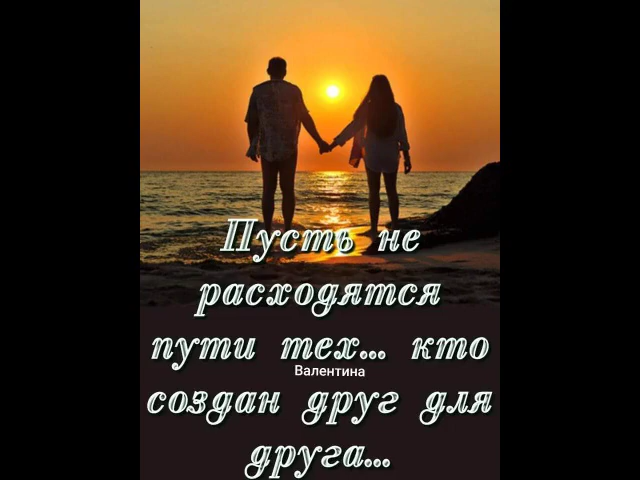 Пусть не
расходятся
пути тех... кто
Валентина
создан друг для
друга...